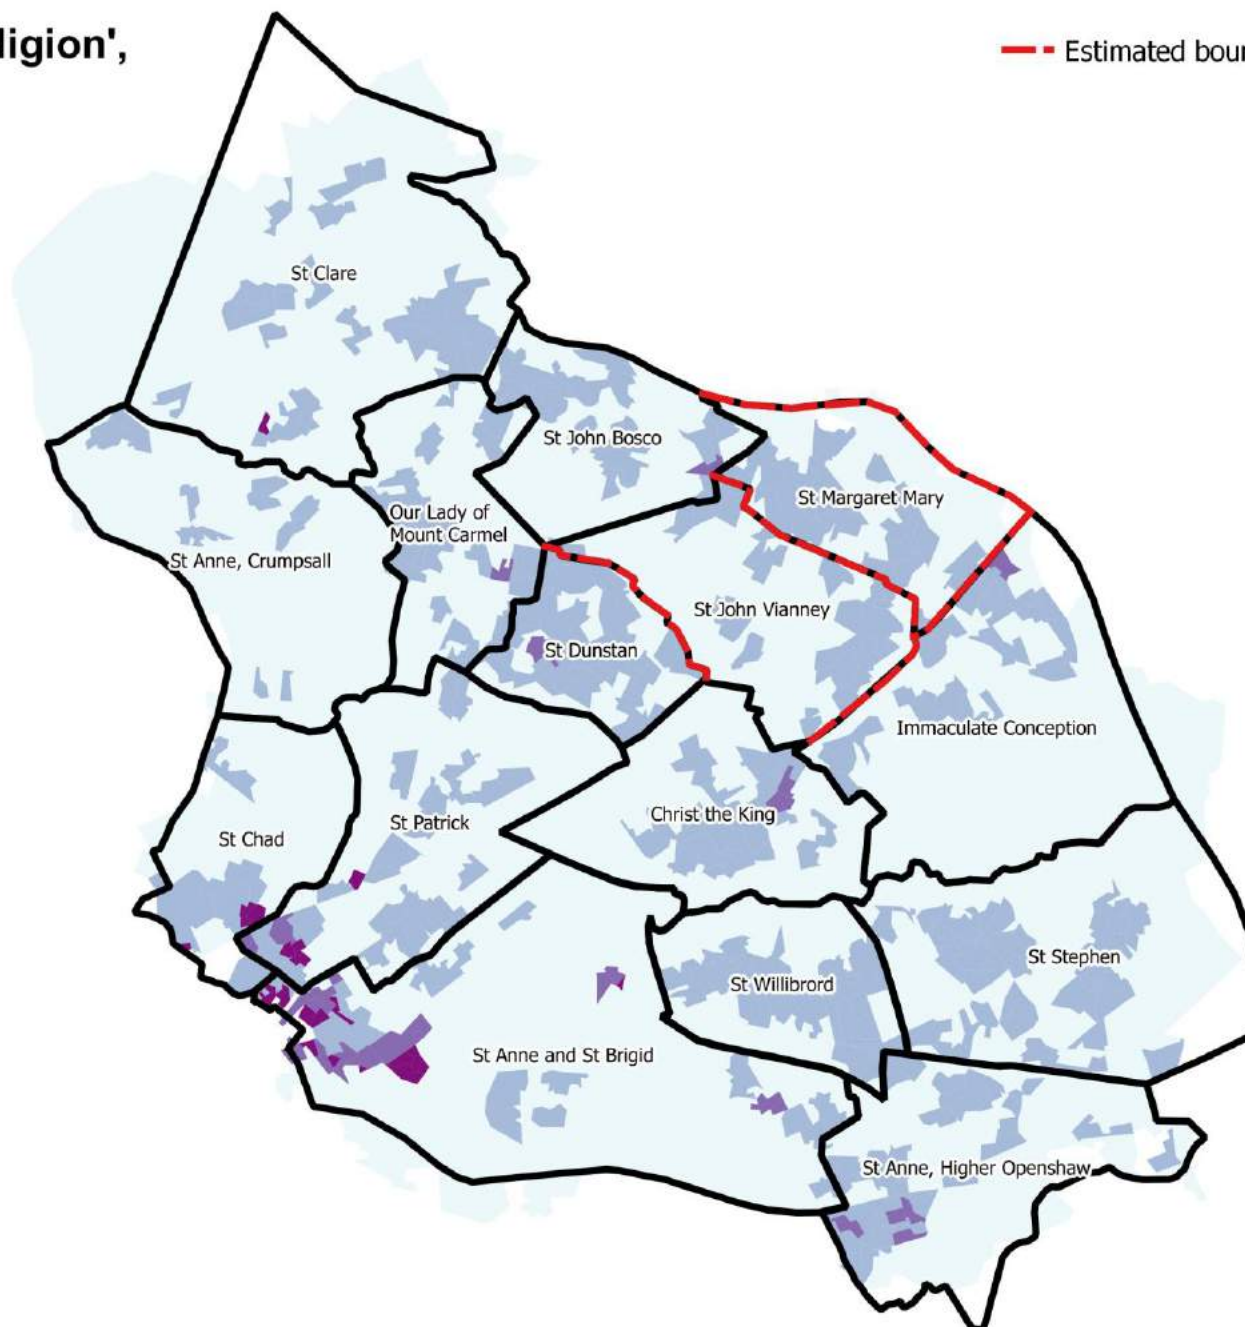 ligion',
Estimated boun
St Clare
St John Bosco
St Margaret Mary
Our Lady of
Mount Carmel
St Anne, Crumpsall
St John Vianney
St Dunstan
Immaculate Conception
Christ the King
St Patrick
St Chad
St Stephen
St Willibrord
St Anne and St Brigid
St Anne, Higher Openshaw